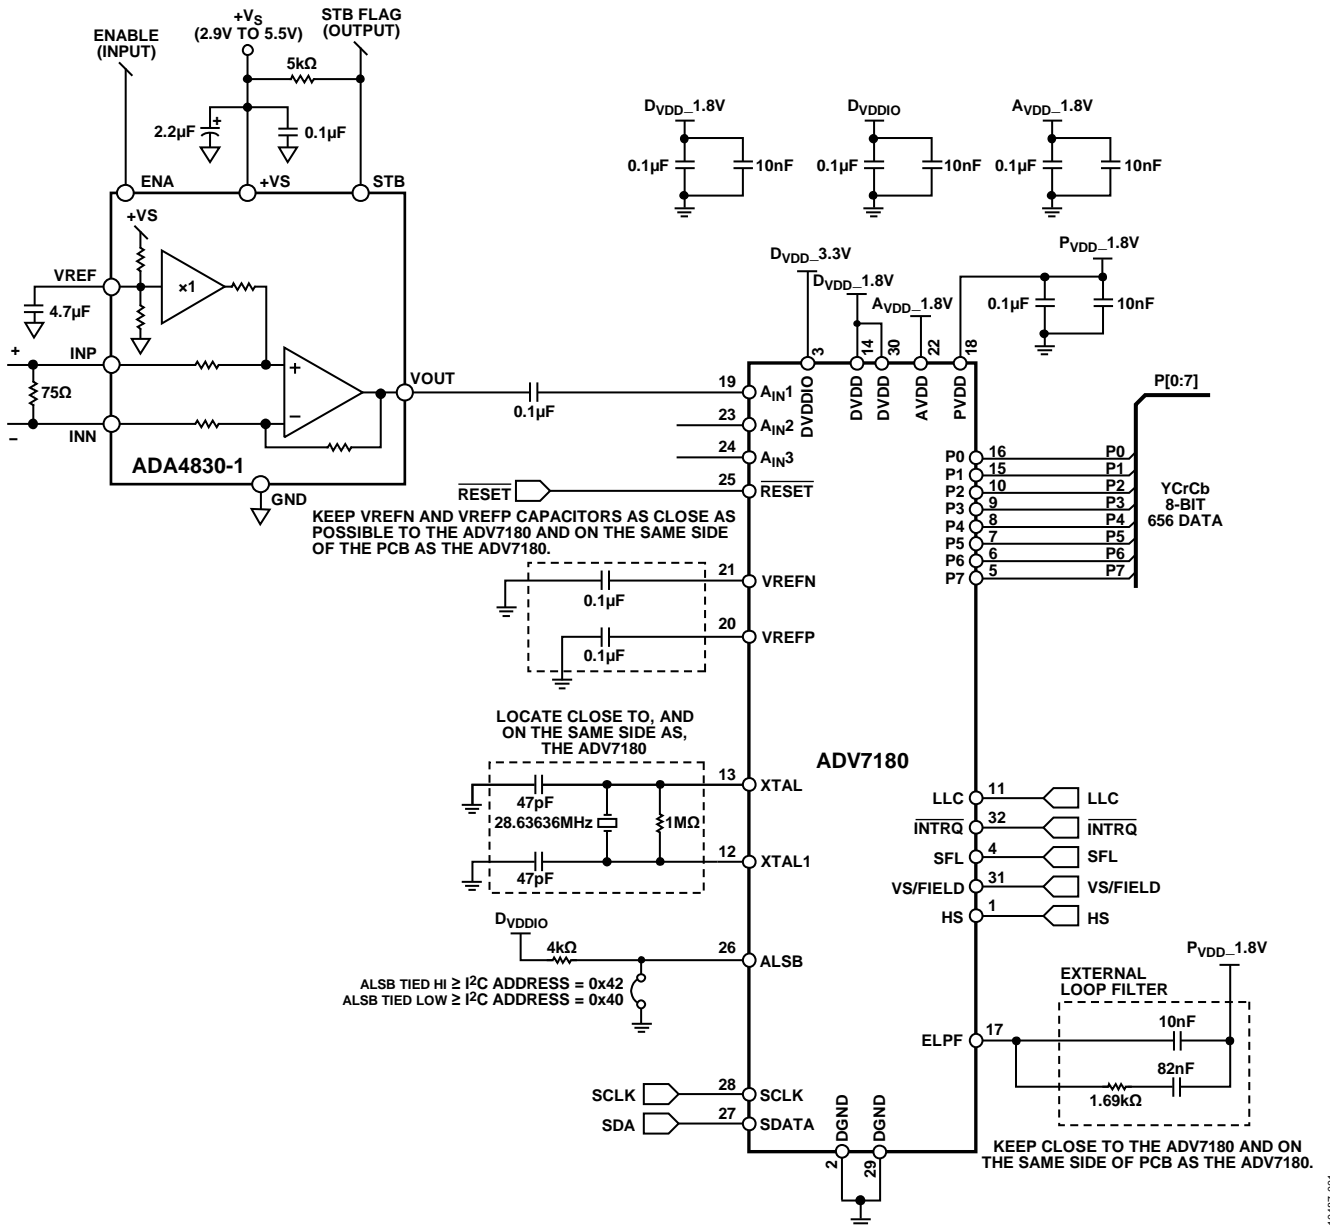 +VS
(2.9V TO 5.5V)
STB FLAG
(OUTPUT)
ENABLE
(INPUT)
5kΩ
2.2µF
+
0.1µF
ENA
+VS
STB
+VS
VREF
×1
4.7µF
+
INP
75Ω
–
INN
+
–
VOUT
0.1µF
ADA4830-1
GND
DVDD_1.8V
0.1µF
10nF
DVDDIO
0.1µF
10nF
AVDD_1.8V
0.1µF
10nF
DVDD_3.3V
DVDD_1.8V
AVDD_1.8V
PVDD_1.8V
0.1µF
10nF
3
14
30
22
18
DVDDIO
DVDD
DVDD
AVDD
PVDD
19
AIN1
23
AIN2
24
AIN3
25
RESET
RESET
KEEP VREFN AND VREFP CAPACITORS AS CLOSE AS
POSSIBLE TO THE ADV7180 AND ON THE SAME SIDE
OF THE PCB AS THE ADV7180.
21
VREFN
0.1µF
20
VREFP
0.1µF
P[0:7]
P0 16 P0
P1 15 P1
P2 10 P2
P3 9 P3
P4 8 P4
P5 7 P5
P6 6 P6
P7 5 P7
YCrCb
8-BIT
656 DATA
LOCATE CLOSE TO, AND
ON THE SAME SIDE AS,
THE ADV7180
13
XTAL
47pF
28.63636MHz
1MΩ
12
XTAL1
47pF
ADV7180
LLC 11 LLC
INTRQ 32 INTRQ
SFL 4 SFL
VS/FIELD 31 VS/FIELD
HS 1 HS
DVDDIO
4kΩ
26
ALSB
ALSB TIED HI ≥ I2C ADDRESS = 0x42
ALSB TIED LOW ≥ I2C ADDRESS = 0x40
PVDD_1.8V
EXTERNAL
LOOP FILTER
10nF
ELPF 17
82nF
1.69kΩ
KEEP CLOSE TO THE ADV7180 AND ON
THE SAME SIDE OF PCB AS THE ADV7180.
SCLK 28 SCLK
SDA 27 SDATA
DGND
DGND
2
29